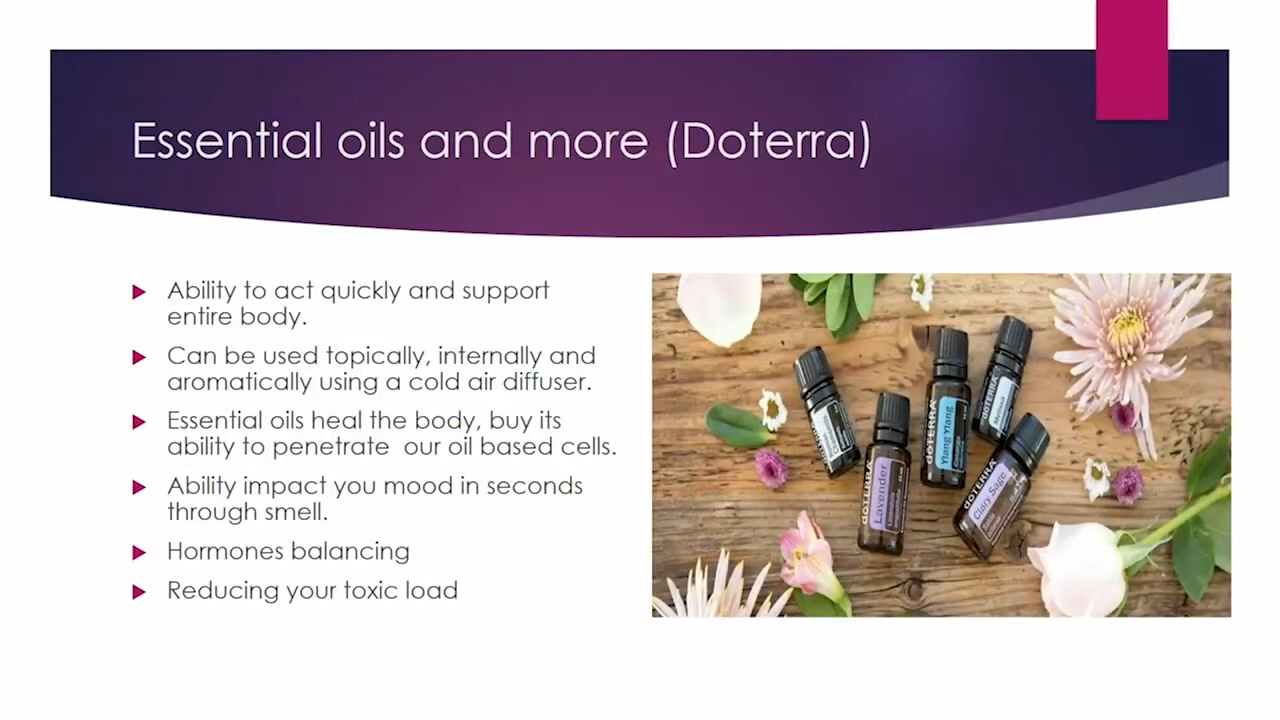 Essential oils and more (Doterra)
Ability to act quickly and support
entire body.
Can be used topically, internally and
aromatically using a cold air diffuser.
Essential oils heal the body, buy its
ability to penetrate our oil based cells.
Ability impact you mood in seconds
through smell.
Hormones balancing
Reducing your toxic load
dōTERRA
Lavender
dōTERRA
Ylang Ylang
dōTERRA
Melissa
dōTERRA
Clary Sage